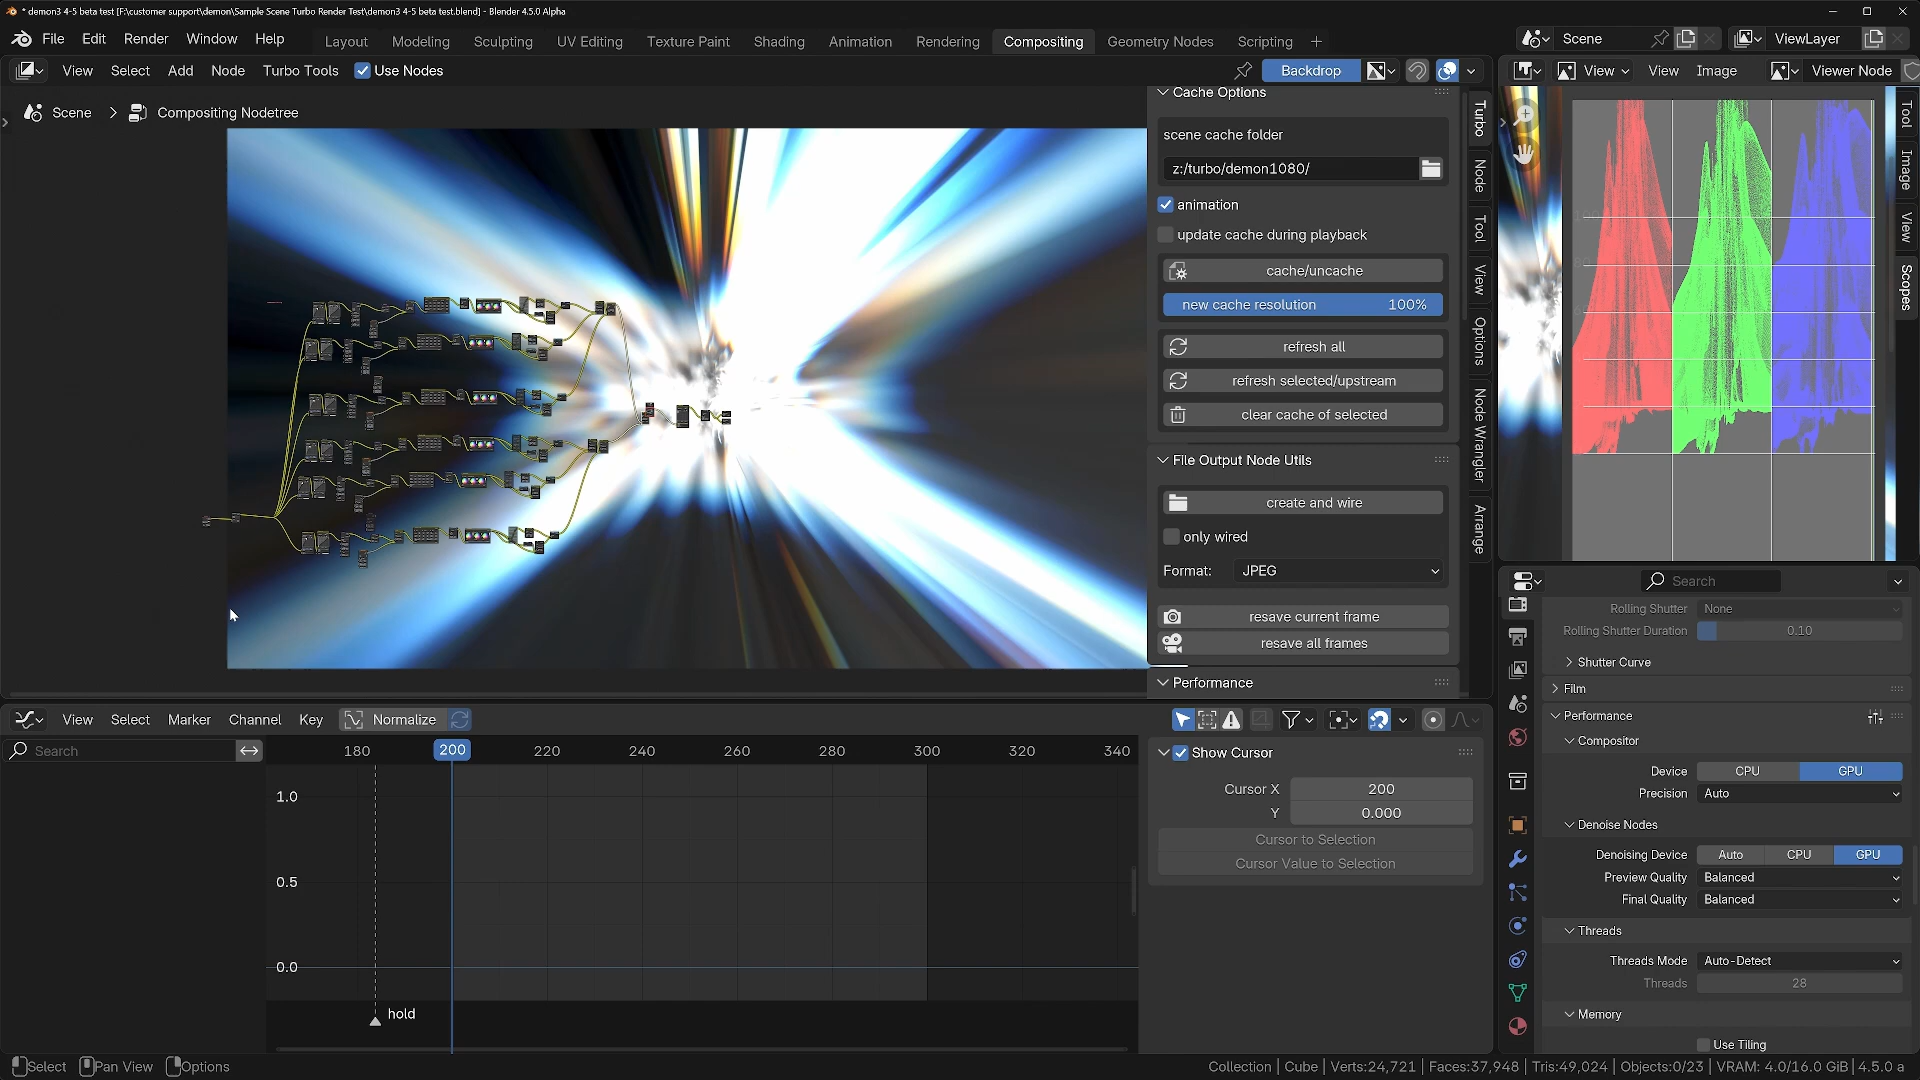 * demon3 4-5 beta test [F:\customer support\demon\Sample Scene Turbo Render Test\demon3 4-5 beta test.blend] - Blender 4.5.0 Alpha
File Edit Render Window Help
Layout Modeling Sculpting UV Editing Texture Paint Shading Animation Rendering Compositing Geometry Nodes Scripting +
Scene
ViewLayer
View Select Add Node Turbo Tools Use Nodes
Backdrop
View View Image Viewer Node
Scene > Compositing Nodetree
Cache Options
scene cache folder
z:/turbo/demon1080/
animation
update cache during playback
cache/uncache
new cache resolution 100%
refresh all
refresh selected/upstream
clear cache of selected
File Output Node Utils
create and wire
only wired
Format: JPEG
resave current frame
resave all frames
Performance
Turbo
Node
Tool
View
Options
Node Wrangler
Arrange
Tool
Image
View
Scopes
Search
Rolling Shutter None
Rolling Shutter Duration 0.10
Shutter Curve
Film
Performance
Compositor
Device CPU GPU
Precision Auto
Denoise Nodes
Denoising Device Auto CPU GPU
Preview Quality Balanced
Final Quality Balanced
Threads
Threads Mode Auto-Detect
Threads 28
Memory
Use Tiling
View Select Marker Channel Key Normalize
Search
180 200 220 240 260 280 300 320 340
1.0
0.5
0.0
hold
Show Cursor
Cursor X 200
Y 0.000
Cursor to Selection
Cursor Value to Selection
Select Pan View Options
Collection | Cube | Verts:24,721 | Faces:37,948 | Tris:49,024 | Objects:0/23 | VRAM: 4.0/16.0 GiB | 4.5.0 a